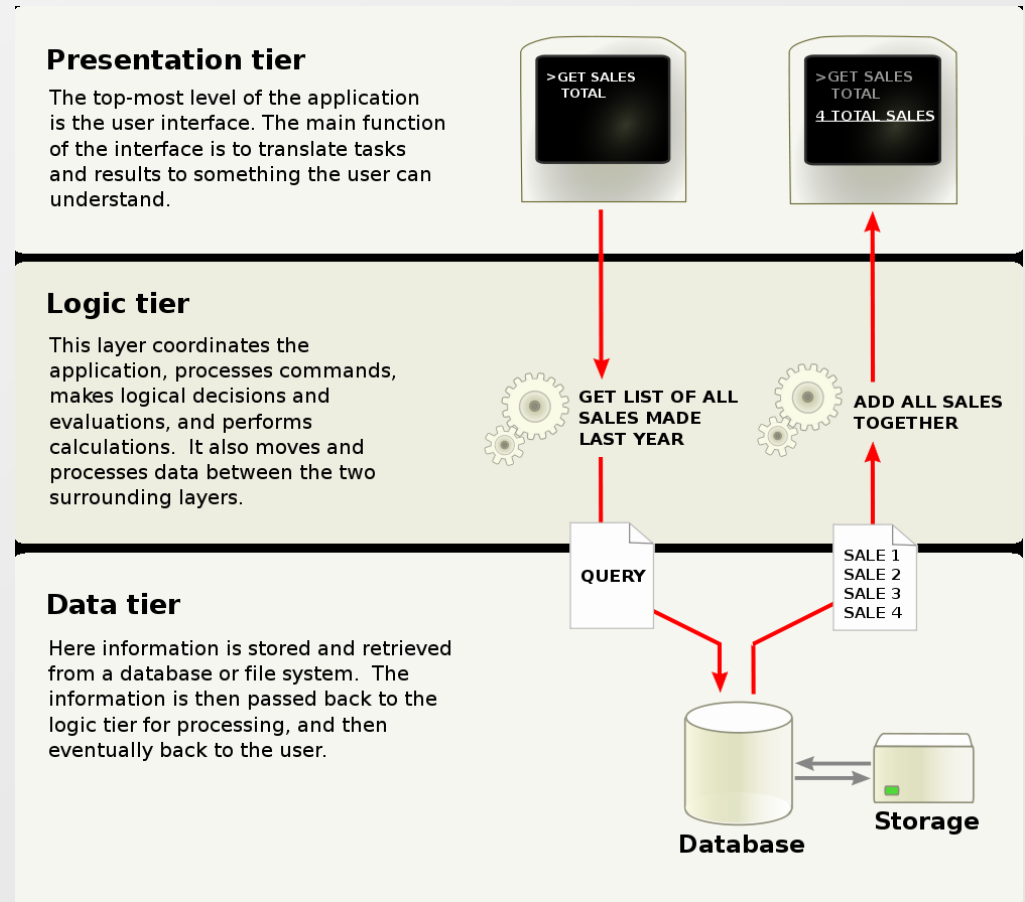 Presentation tier
The top-most level of the application
is the user interface. The main function
of the interface is to translate tasks
and results to something the user can
understand.
>GET SALES
TOTAL
>GET SALES
TOTAL
4 TOTAL SALES
Logic tier
This layer coordinates the
application, processes commands,
makes logical decisions and
evaluations, and performs
calculations.  It also moves and
processes data between the two
surrounding layers.
GET LIST OF ALL
SALES MADE
LAST YEAR
ADD ALL SALES
TOGETHER
QUERY
SALE 1
SALE 2
SALE 3
SALE 4
Data tier
Here information is stored and retrieved
from a database or file system.  The
information is then passed back to the
logic tier for processing, and then
eventually back to the user.
Database
Storage